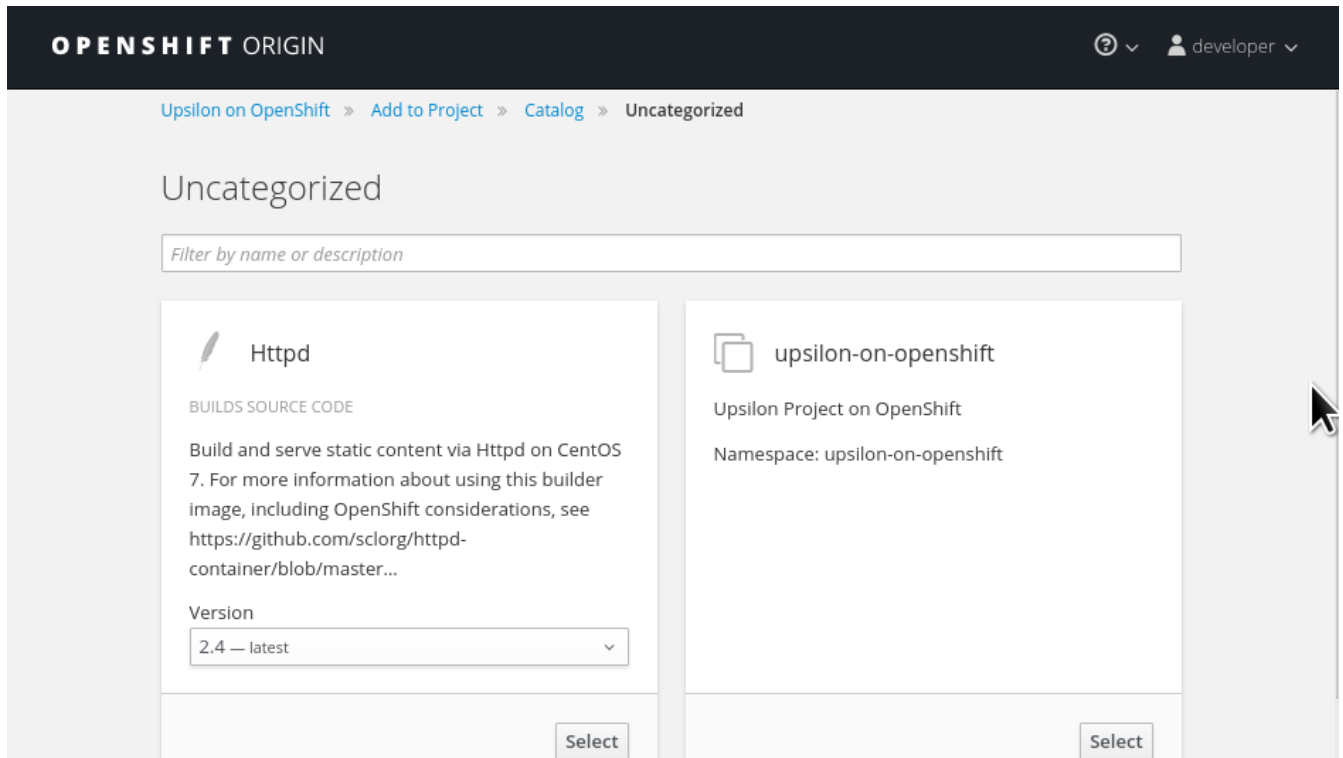 OPENSHIFT ORIGIN
developer
Upsilon on OpenShift » Add to Project » Catalog » Uncategorized
Uncategorized
Filter by name or description
Httpd
BUILDS SOURCE CODE
Build and serve static content via Httpd on CentOS
7. For more information about using this builder
image, including OpenShift considerations, see
https://github.com/sclorg/httpd-
container/blob/master...
Version
2.4 — latest
Select
upsilon-on-openshift
Upsilon Project on OpenShift
Namespace: upsilon-on-openshift
Select